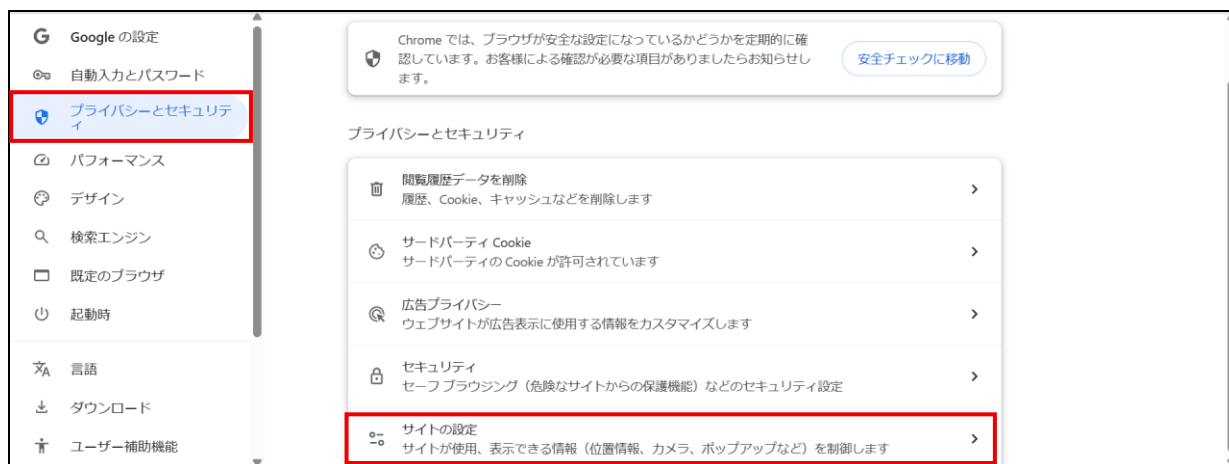 Google の設定
自動入力とパスワード
プライバシーとセキュリテ
ィ
パフォーマンス
デザイン
検索エンジン
既定のブラウザ
起動時
言語
ダウンロード
ユーザー補助機能
Chrome では、ブラウザが安全な設定になっているかどうかを定期的に確
認しています。お客様による確認が必要な項目がありましたらお知らせし
ます。
安全チェックに移動
プライバシーとセキュリティ
閲覧履歴データを削除
履歴、Cookie、キャッシュなどを削除します
サードパーティ Cookie
サードパーティの Cookie が許可されています
広告プライバシー
ウェブサイトが広告表示に使用する情報をカスタマイズします
セキュリティ
セーフ ブラウジング（危険なサイトからの保護機能）などのセキュリティ設定
サイトの設定
サイトが使用、表示できる情報（位置情報、カメラ、ポップアップなど）を制御します